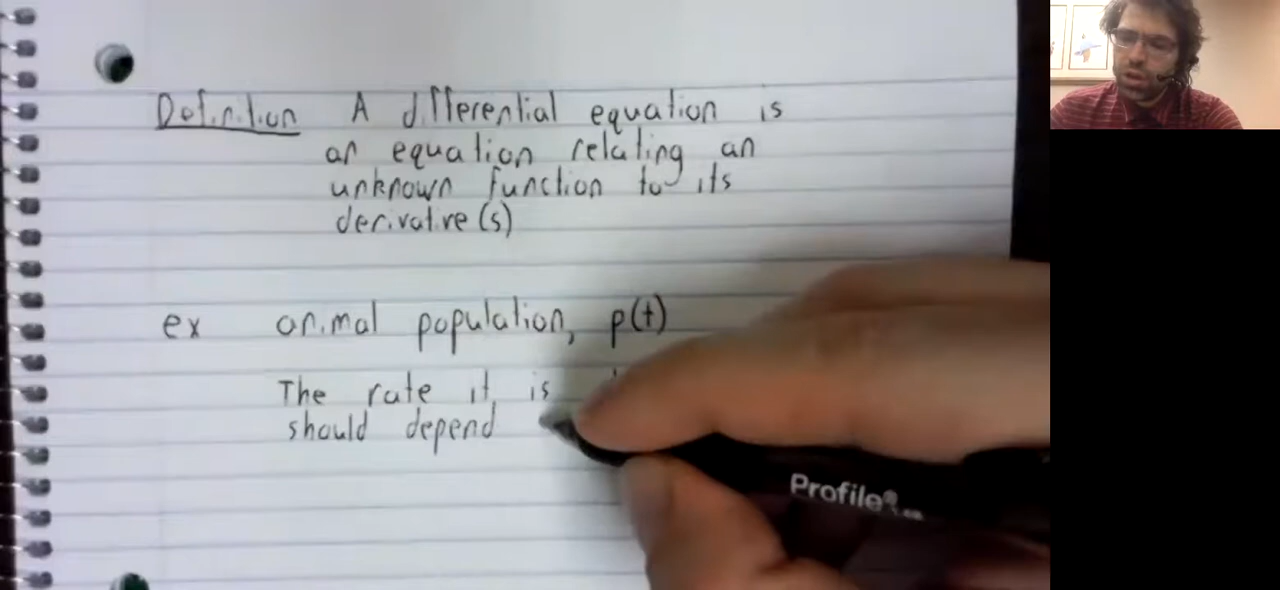 Definition A differential equation is
an equation relating an
unknown function to its
derivative(s)
ex animal population, p(t)
The rate it is
should depend
Profile®